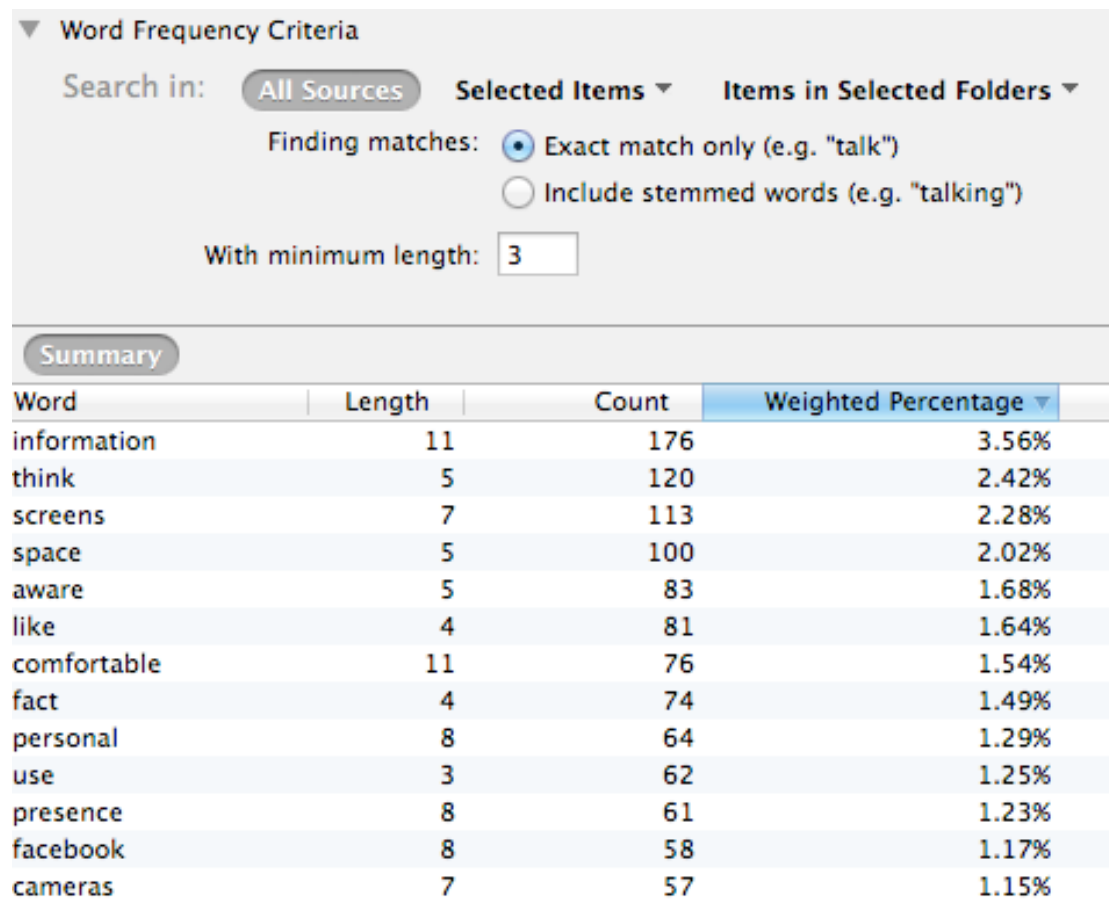 Word Frequency Criteria
Search in: All Sources Selected Items Items in Selected Folders
Finding matches: Exact match only (e.g. "talk")
Include stemmed words (e.g. "talking")
With minimum length: 3
Summary
Word Length Count Weighted Percentage
information 11 176 3.56%
think 5 120 2.42%
screens 7 113 2.28%
space 5 100 2.02%
aware 5 83 1.68%
like 4 81 1.64%
comfortable 11 76 1.54%
fact 4 74 1.49%
personal 8 64 1.29%
use 3 62 1.25%
presence 8 61 1.23%
facebook 8 58 1.17%
cameras 7 57 1.15%